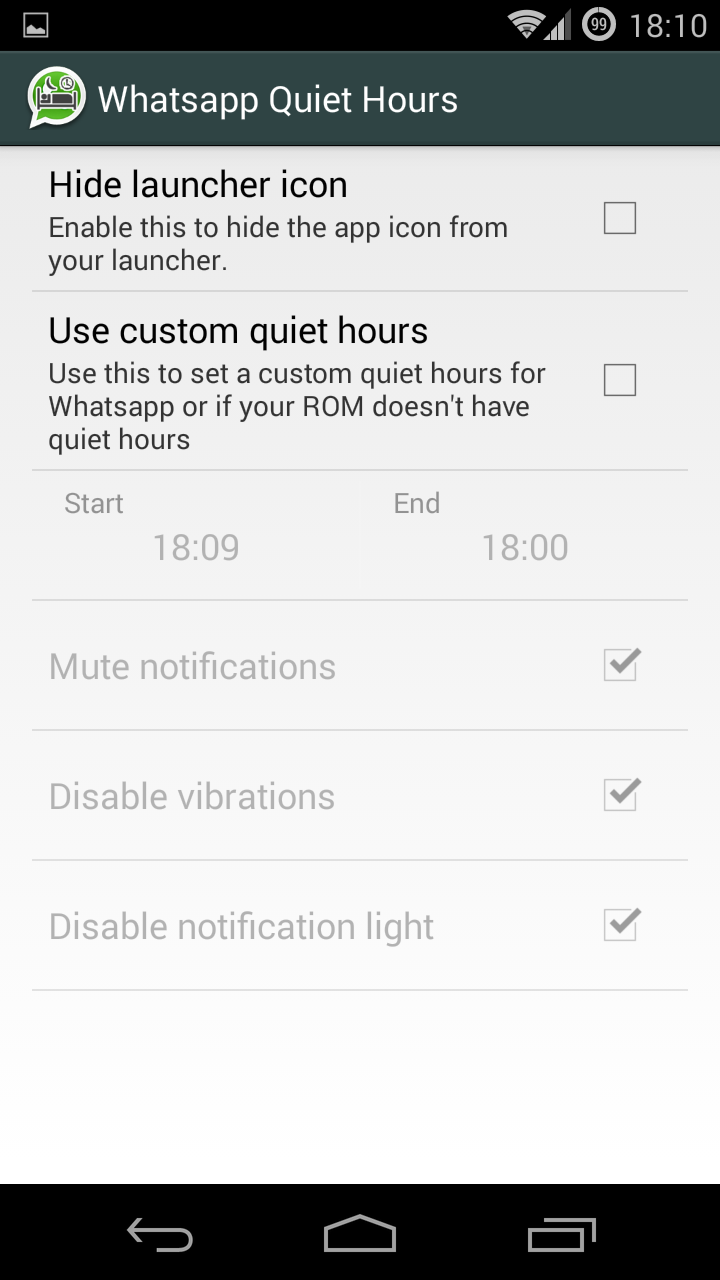 99 18:10
Whatsapp Quiet Hours
Hide launcher icon
Enable this to hide the app icon from
your launcher.
Use custom quiet hours
Use this to set a custom quiet hours for
Whatsapp or if your ROM doesn't have
quiet hours
Start End
18:09 18:00
Mute notifications
Disable vibrations
Disable notification light